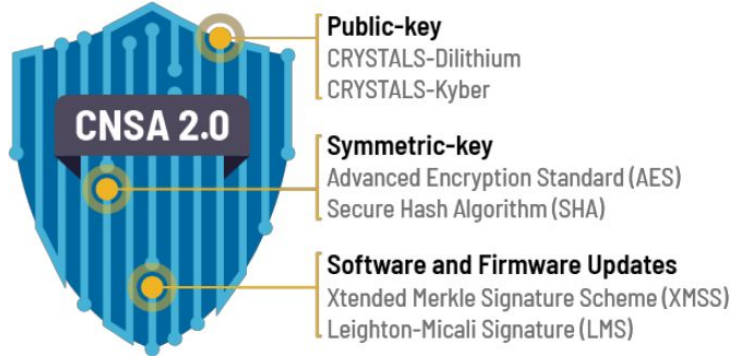 CNSA 2.0
Public-key
CRYSTALS-Dilithium
CRYSTALS-Kyber
Symmetric-key
Advanced Encryption Standard (AES)
Secure Hash Algorithm (SHA)
Software and Firmware Updates
Xtended Merkle Signature Scheme (XMSS)
Leighton-Micali Signature (LMS)